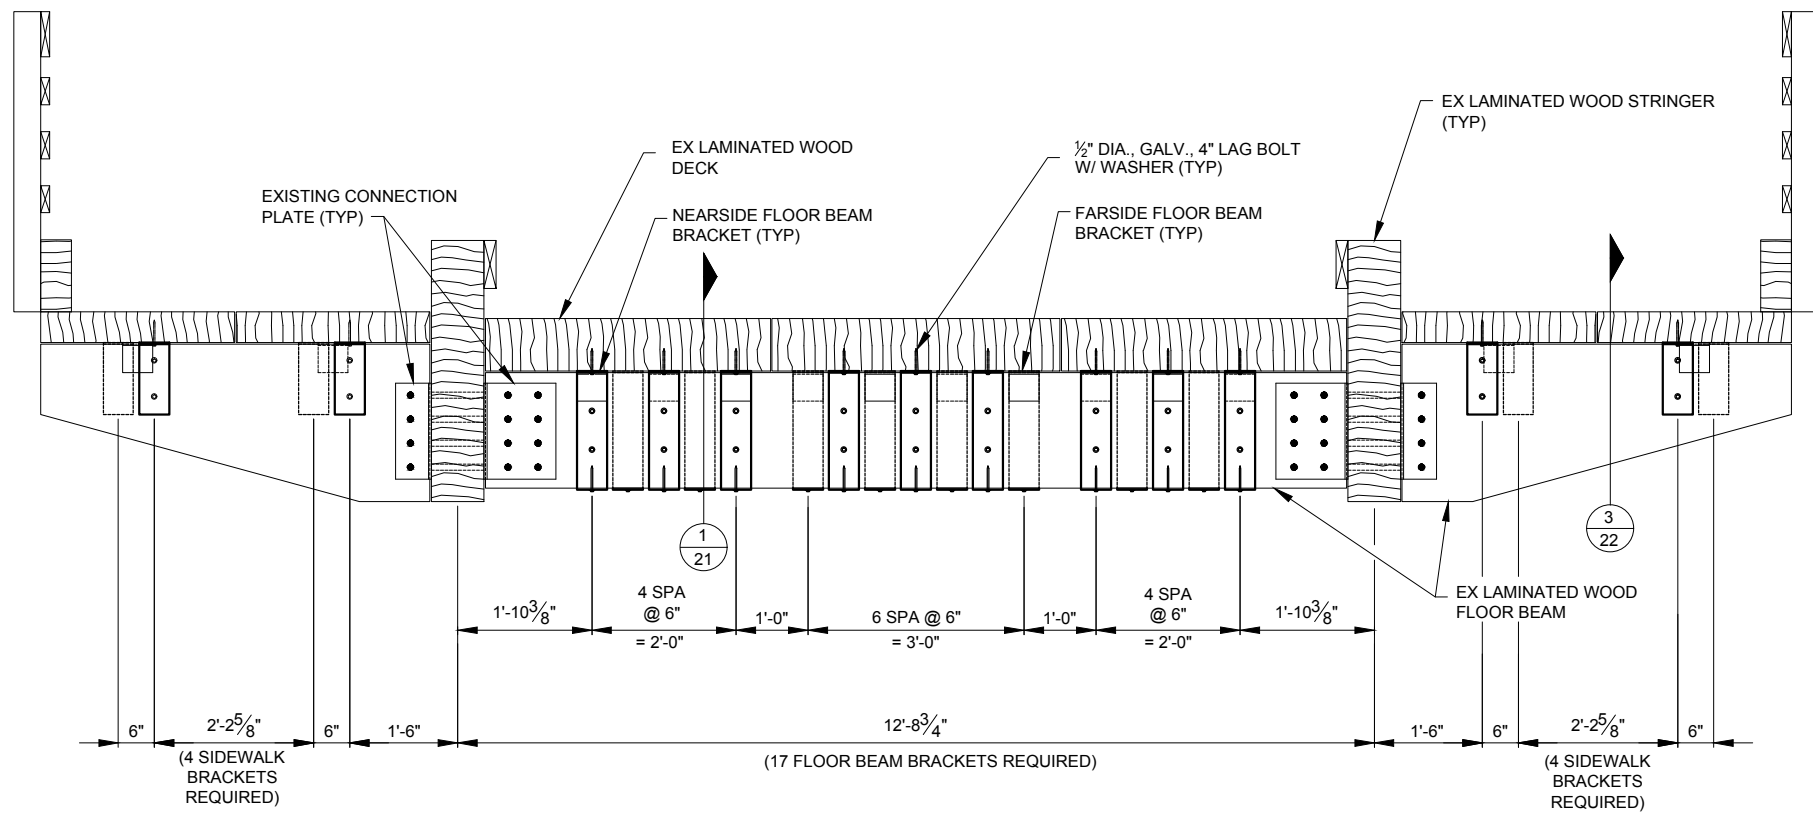 EX LAMINATED WOOD STRINGER
(TYP)
EX LAMINATED WOOD
DECK
½" DIA., GALV., 4" LAG BOLT
W/ WASHER (TYP)
EXISTING CONNECTION
PLATE (TYP)
NEARSIDE FLOOR BEAM
BRACKET (TYP)
FARSIDE FLOOR BEAM
BRACKET (TYP)
1
21
3
22
EX LAMINATED WOOD
FLOOR BEAM
1'-10⅜"
4 SPA
@ 6"
= 2'-0"
1'-0"
6 SPA @ 6"
= 3'-0"
1'-0"
4 SPA
@ 6"
= 2'-0"
1'-10⅜"
6"
2'-2⅝"
6"
1'-6"
12'-8¾"
1'-6"
6"
2'-2⅝"
6"
(4 SIDEWALK
BRACKETS
REQUIRED)
(17 FLOOR BEAM BRACKETS REQUIRED)
(4 SIDEWALK
BRACKETS
REQUIRED)